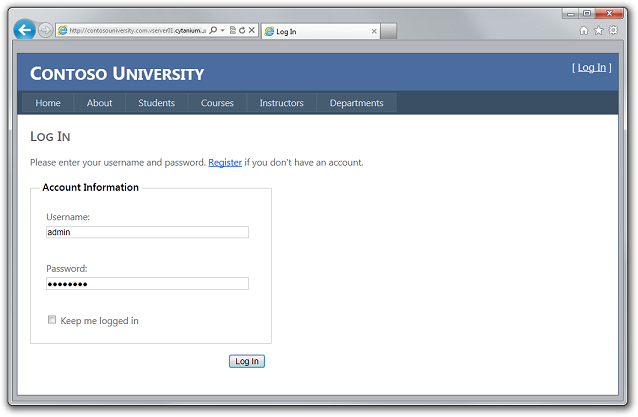 http://contosouniversity.com.vserver01.cytanium.
Log In
CONTOSO UNIVERSITY
[ Log In ]
Home About Students Courses Instructors Departments
LOG IN
Please enter your username and password. Register if you don't have an account.
Account Information
Username:
admin
Password:
Keep me logged in
Log In